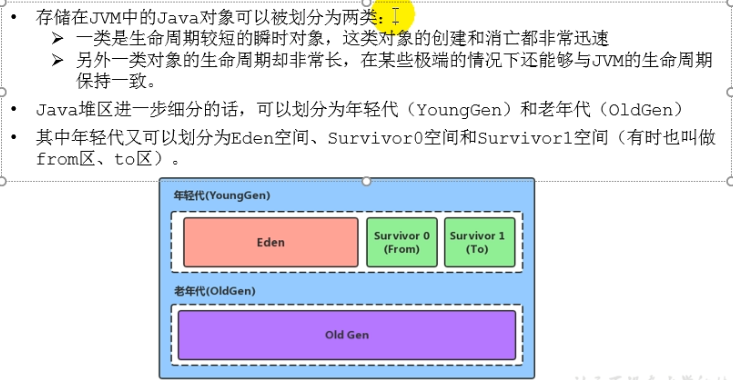 • 存储在JVM中的Java对象可以被划分为两类：
➢ 一类是生命周期较短的瞬时对象，这类对象的创建和消亡都非常迅速
➢ 另外一类对象的生命周期却非常长，在某些极端的情况下还能够与JVM的生命周期
保持一致。
• Java堆区进一步细分的话，可以划分为年轻代（YoungGen）和老年代（OldGen）
• 其中年轻代又可以划分为Eden空间、Survivor0空间和Survivor1空间（有时也叫做
from区、to区）。
年轻代(YoungGen)
Eden
Survivor 0
(From)
Survivor 1
(To)
老年代(OldGen)
Old Gen